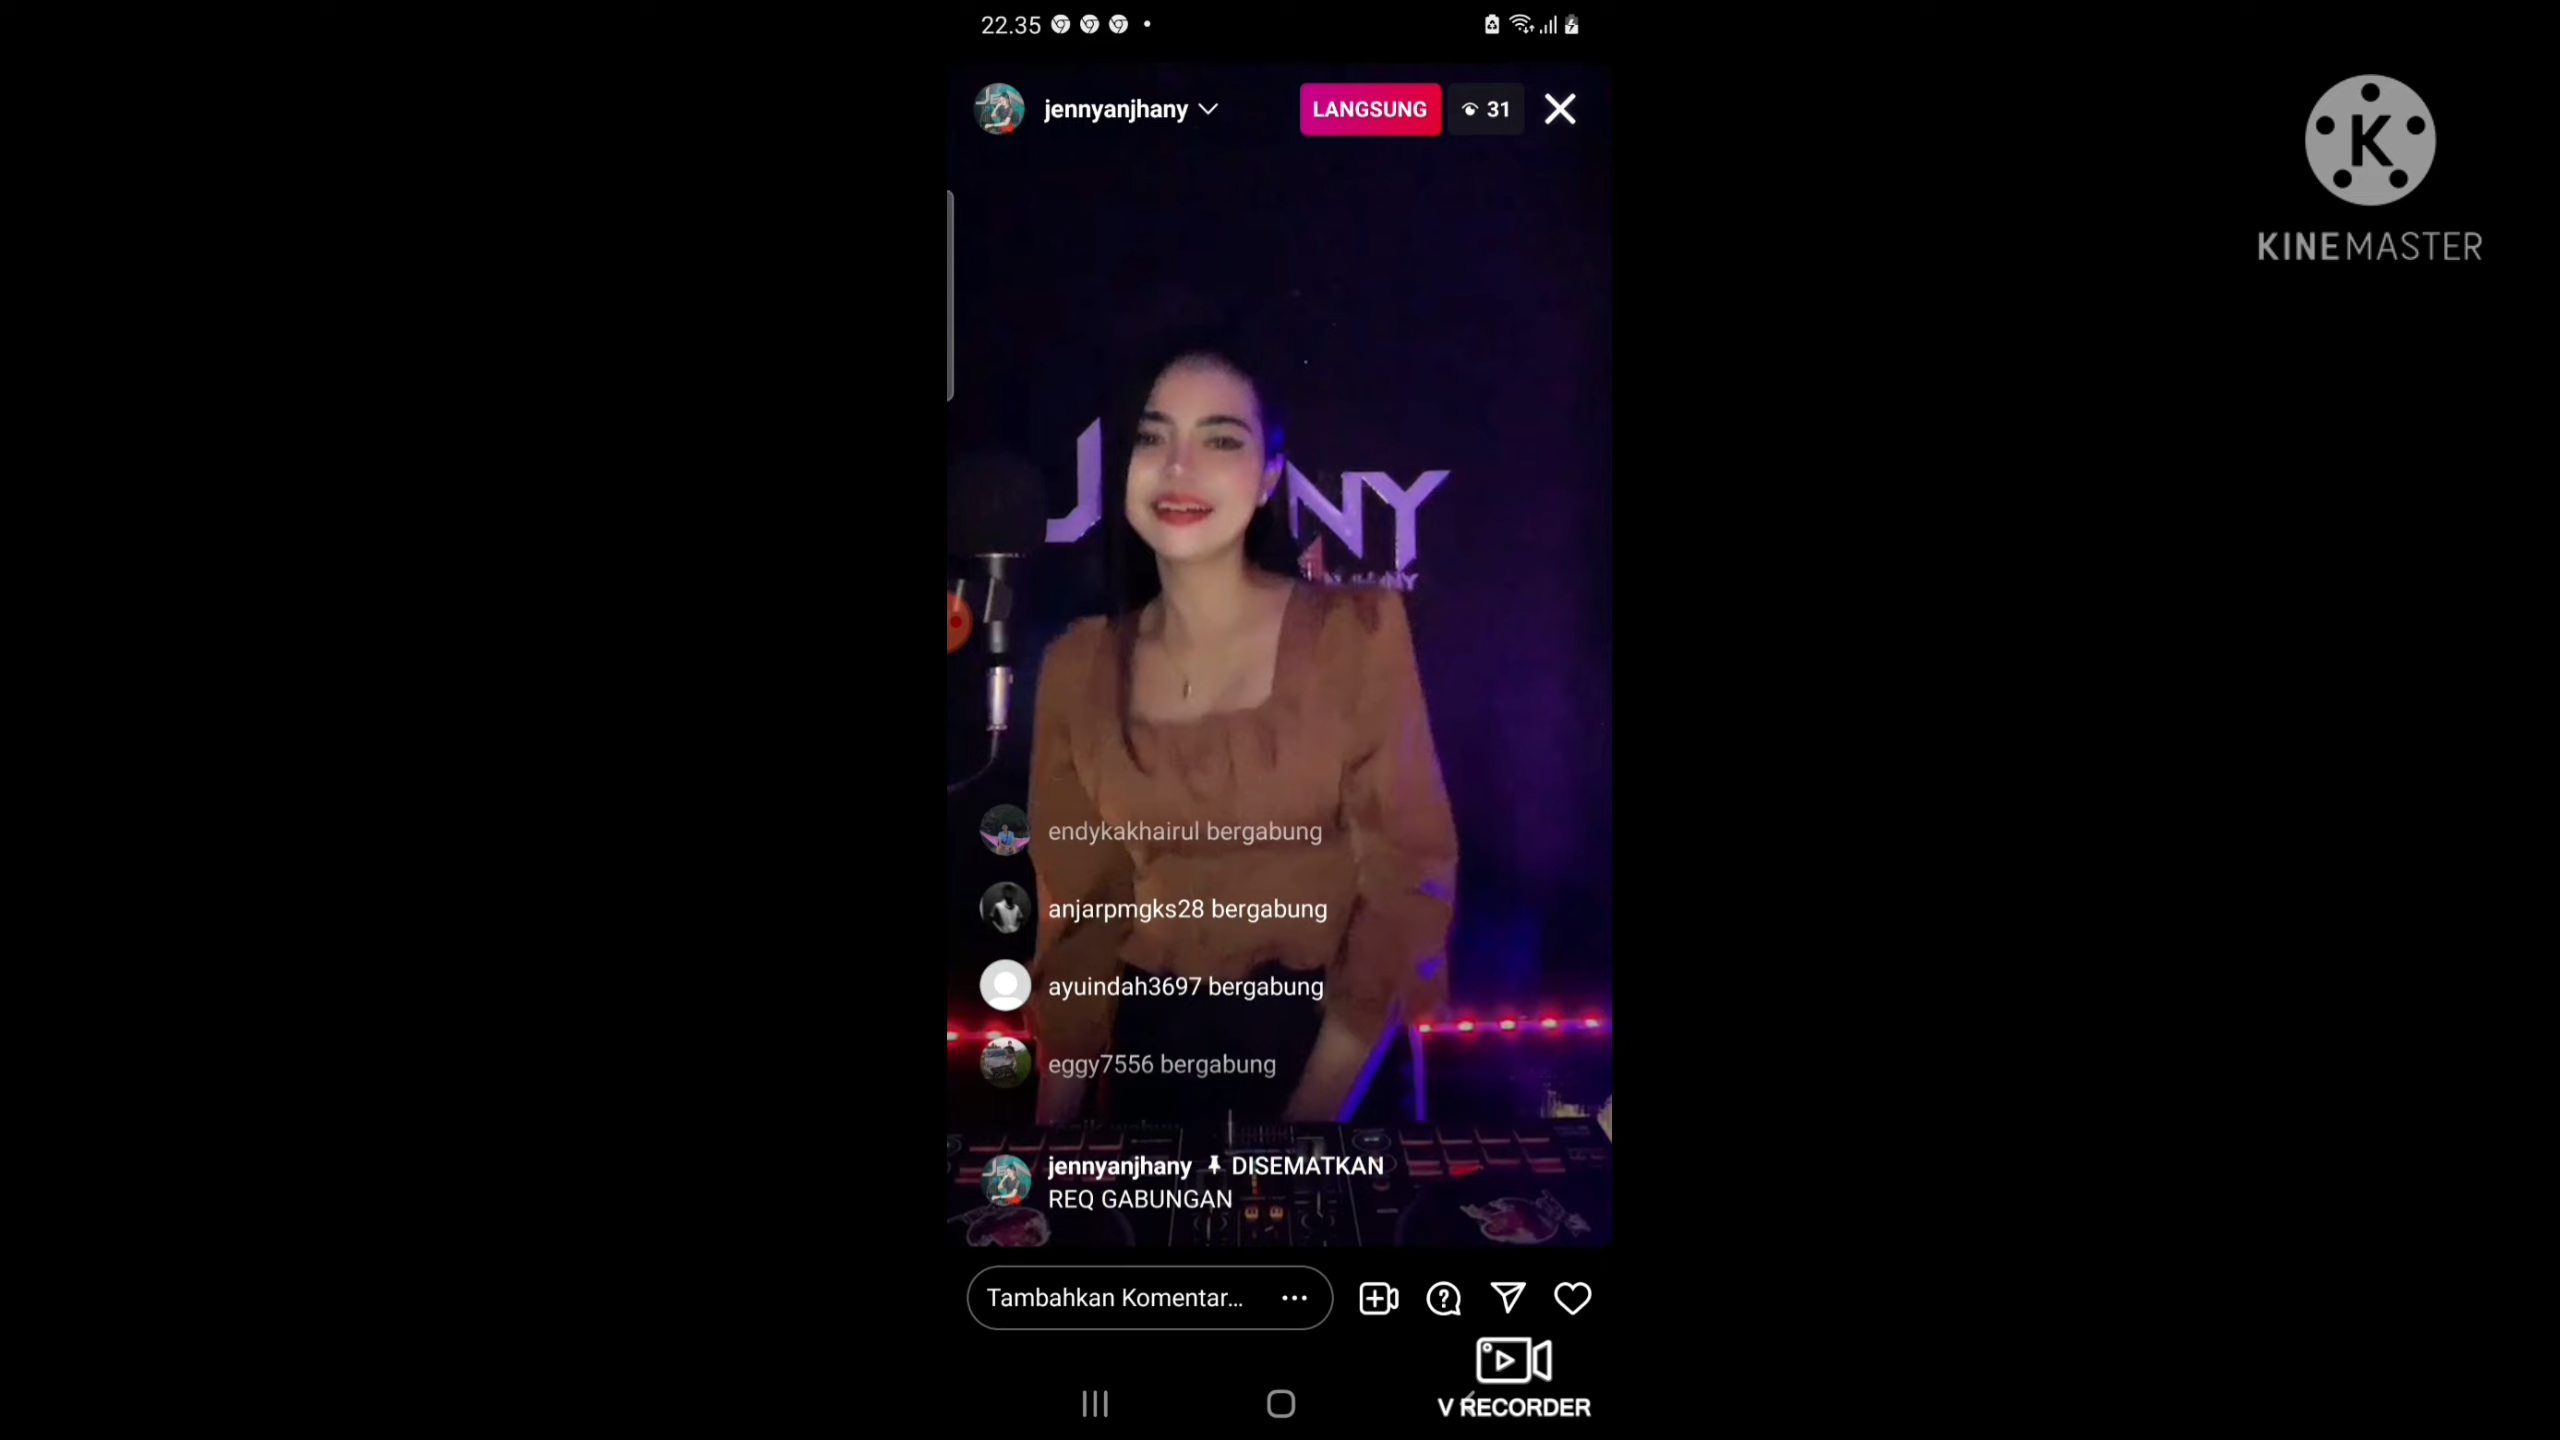 22.35
jennyanjhany
LANGSUNG
31
KINEMASTER
J NY
endykakhairul bergabung
anjarpmgks28 bergabung
ayuindah3697 bergabung
eggy7556 bergabung
jennyanjhany DISEMATKAN
REQ GABUNGAN
Tambahkan Komentar...
V RECORDER